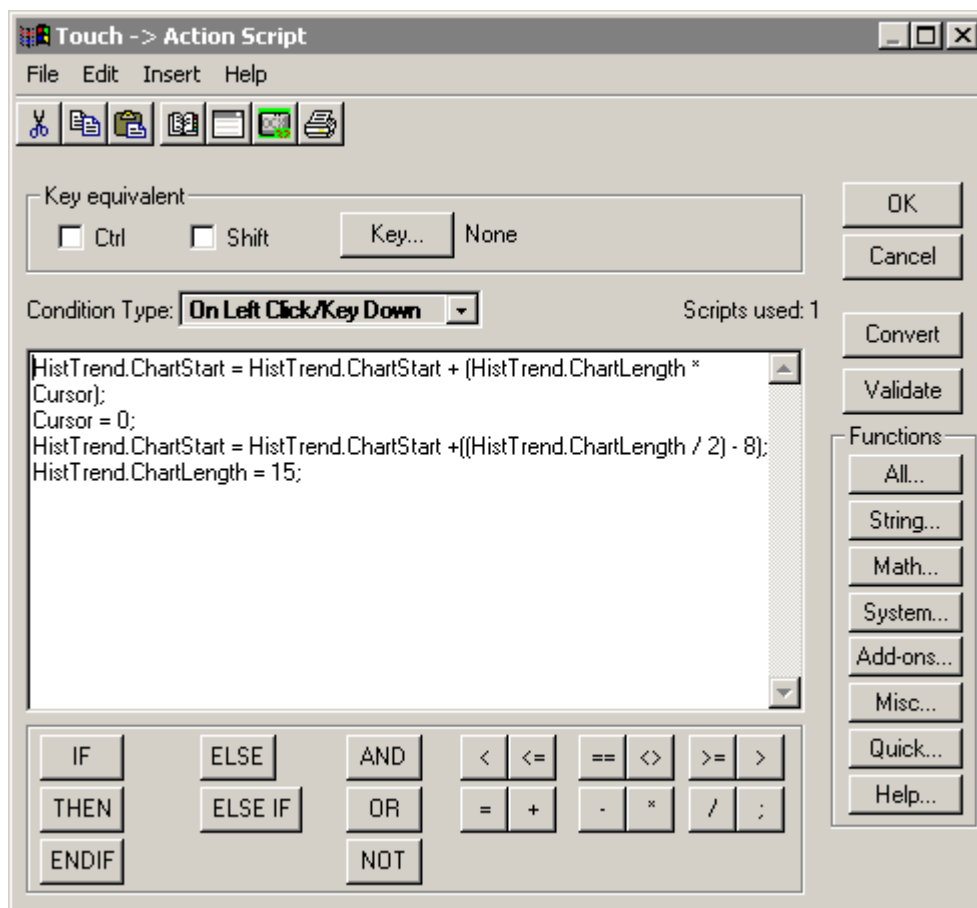 Touch -> Action Script
File Edit Insert Help
Key equivalent
Ctrl Shift Key... None
OK
Cancel
Condition Type: On Left Click/Key Down Scripts used: 1
Convert
Validate
HistTrend.ChartStart = HistTrend.ChartStart + (HistTrend.ChartLength *
Cursor);
Cursor = 0;
HistTrend.ChartStart = HistTrend.ChartStart +((HistTrend.ChartLength / 2) - 8);
HistTrend.ChartLength = 15;
Functions
All...
String...
Math...
System...
Add-ons...
Misc...
Quick...
Help...
IF ELSE AND < <= == <> >= >
THEN ELSE IF OR = + - * / ;
ENDIF NOT